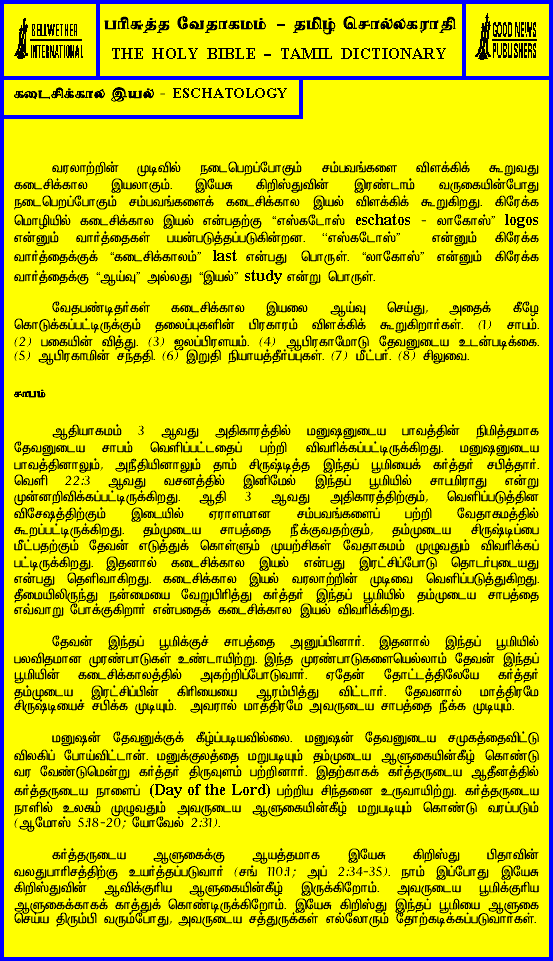 BELLWETHER
INTERNATIONAL
பரிசுத்த வேதாகமம் – தமிழ் சொல்லகராதி
THE HOLY BIBLE – TAMIL DICTIONARY
GOOD NEWS
PUBLISHERS
கடைசிக்கால இயல் - ESCHATOLOGY
வரலாற்றின் முடிவில் நடைபெறப்போகும் சம்பவங்களை விளக்கிக் கூறுவது
கடைசிக்கால இயலாகும். இயேசு கிறிஸ்துவின் இரண்டாம் வருகையின்போது
நடைபெறப்போகும் சம்பவங்களைக் கடைசிக்கால இயல் விளக்கிக் கூறுகிறது. கிரேக்க
மொழியில் கடைசிக்கால இயல் என்பதற்கு “எஸ்கடோஸ் eschatos - லாகோஸ்” logos
என்னும் வார்த்தைகள் பயன்படுத்தப்படுகின்றன. “எஸ்கடோஸ்” என்னும் கிரேக்க
வார்த்தைக்குக் “கடைசிக்காலம்” last என்பது பொருள். “லாகோஸ்” என்னும் கிரேக்க
வார்த்தைக்கு “ஆய்வு” அல்லது “இயல்” study என்று பொருள்.
வேதபண்டிதர்கள் கடைசிக்கால இயலை ஆய்வு செய்து, அதைக் கீழே
கொடுக்கப்பட்டிருக்கும் தலைப்புகளின் பிரகாரம் விளக்கிக் கூறுகிறார்கள். (1) சாபம்.
(2) பகையின் வித்து. (3) ஜலப்பிரளயம். (4) ஆபிரகாமோடு தேவனுடைய உடன்படிக்கை.
(5) ஆபிரகாமின் சந்ததி. (6) இறுதி நியாயத்தீர்ப்புகள். (7) மீட்பர். (8) சிலுவை.
சாபம்
ஆதியாகமம் 3 ஆவது அதிகாரத்தில் மனுஷனுடைய பாவத்தின் நிமித்தமாக
தேவனுடைய சாபம் வெளிப்பட்டதைப் பற்றி விவரிக்கப்பட்டிருக்கிறது. மனுஷனுடைய
பாவத்தினாலும், அநீதியினாலும் தாம் சிருஷ்டித்த இந்தப் பூமியைக் கர்த்தர் சபித்தார்.
வெளி 22:3 ஆவது வசனத்தில் இனிமேல் இந்தப் பூமியில் சாபமிராது என்று
முன்னறிவிக்கப்பட்டிருக்கிறது. ஆதி 3 ஆவது அதிகாரத்திற்கும், வெளிப்படுத்தின
விசேஷத்திற்கும் இடையில் ஏராளமான சம்பவங்களைப் பற்றி வேதாகமத்தில்
கூறப்பட்டிருக்கிறது. தம்முடைய சாபத்தை நீக்குவதற்கும், தம்முடைய சிருஷ்டிப்பை
மீட்பதற்கும் தேவன் எடுத்துக் கொள்ளும் முயற்சிகள் வேதாகமம் முழுவதும் விவரிக்கப்
பட்டிருக்கிறது. இதனால் கடைசிக்கால இயல் என்பது இரட்சிப்போடு தொடர்புடையது
என்பது தெளிவாகிறது. கடைசிக்கால இயல் வரலாற்றின் முடிவை வெளிப்படுத்துகிறது.
தீமையிலிருந்து நன்மையை வேறுபிரித்து கர்த்தர் இந்தப் பூமியில் தம்முடைய சாபத்தை
எவ்வாறு போக்குகிறார் என்பதைக் கடைசிக்கால இயல் விவரிக்கிறது.
தேவன் இந்தப் பூமிக்குச் சாபத்தை அனுப்பினார். இதனால் இந்தப் பூமியில்
பலவிதமான முரண்பாடுகள் உண்டாயிற்று. இந்த முரண்பாடுகளையெல்லாம் தேவன் இந்தப்
பூமியின் கடைசிக்காலத்தில் அகற்றிப்போடுவார். ஏதேன் தோட்டத்திலேயே கர்த்தர்
தம்முடைய இரட்சிப்பின் கிரியையை ஆரம்பித்து விட்டார். தேவனால் மாத்திரமே
சிருஷ்டியைச் சபிக்க முடியும். அவரால் மாத்திரமே அவருடைய சாபத்தை நீக்க முடியும்.
மனுஷன் தேவனுக்குக் கீழ்ப்படியவில்லை. மனுஷன் தேவனுடைய சமுகத்தைவிட்டு
விலகிப் போய்விட்டான். மனுக்குலத்தை மறுபடியும் தம்முடைய ஆளுகையின்கீழ் கொண்டு
வர வேண்டுமென்று கர்த்தர் திருவுளம் பற்றினார். இதற்காகக் கர்த்தருடைய ஆதீனத்தில்
கர்த்தருடைய நாளைப் (Day of the Lord) பற்றிய சிந்தனை உருவாயிற்று. கர்த்தருடைய
நாளில் உலகம் முழுவதும் அவருடைய ஆளுகையின்கீழ் மறுபடியும் கொண்டு வரப்படும்
(ஆமோஸ் 5:18-20; யோவேல் 2:31).
கர்த்தருடைய ஆளுகைக்கு ஆயத்தமாக இயேசு கிறிஸ்து பிதாவின்
வலதுபாரிசத்திற்கு உயர்த்தப்படுவார் (சங் 110:1; அப் 2:34-35). நாம் இப்போது இயேசு
கிறிஸ்துவின் ஆவிக்குரிய ஆளுகையின்கீழ் இருக்கிறோம். அவருடைய பூமிக்குரிய
ஆளுகைக்காகக் காத்துக் கொண்டிருக்கிறோம். இயேசு கிறிஸ்து இந்தப் பூமியை ஆளுகை
செய்ய திரும்பி வரும்போது, அவருடைய சத்துருக்கள் எல்லோரும் தோற்கடிக்கப்படுவார்கள்.